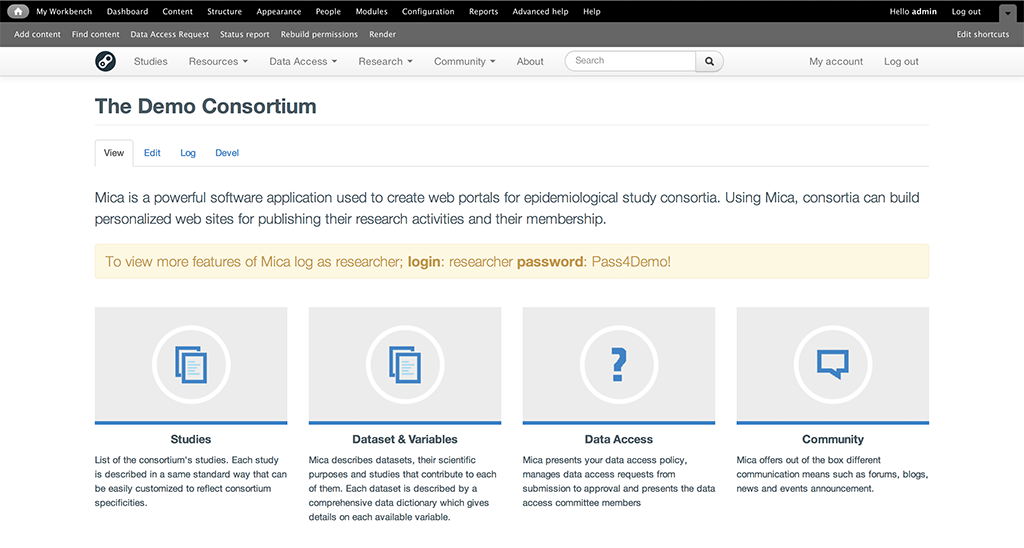 My Workbench Dashboard Content Structure Appearance People Modules Configuration Reports Advanced help Help Hello admin Log out
Add content Find content Data Access Request Status report Rebuild permissions Render Edit shortcuts
Studies Resources Data Access Research Community About Search My account Log out
The Demo Consortium
View Edit Log Devel
Mica is a powerful software application used to create web portals for epidemiological study consortia. Using Mica, consortia can build
personalized web sites for publishing their research activities and their membership.
To view more features of Mica log as researcher; login: researcher password: Pass4Demo!
Studies
List of the consortium's studies. Each study
is described in a same standard way that can
be easily customized to reflect consortium
specificities.
Dataset & Variables
Mica describes datasets, their scientific
purposes and studies that contribute to each
of them. Each dataset is described by a
comprehensive data dictionary which gives
details on each available variable.
Data Access
Mica presents your data access policy,
manages data access requests from
submission to approval and presents the data
access committee members
Community
Mica offers out of the box different
communication means such as forums, blogs,
news and events announcement.